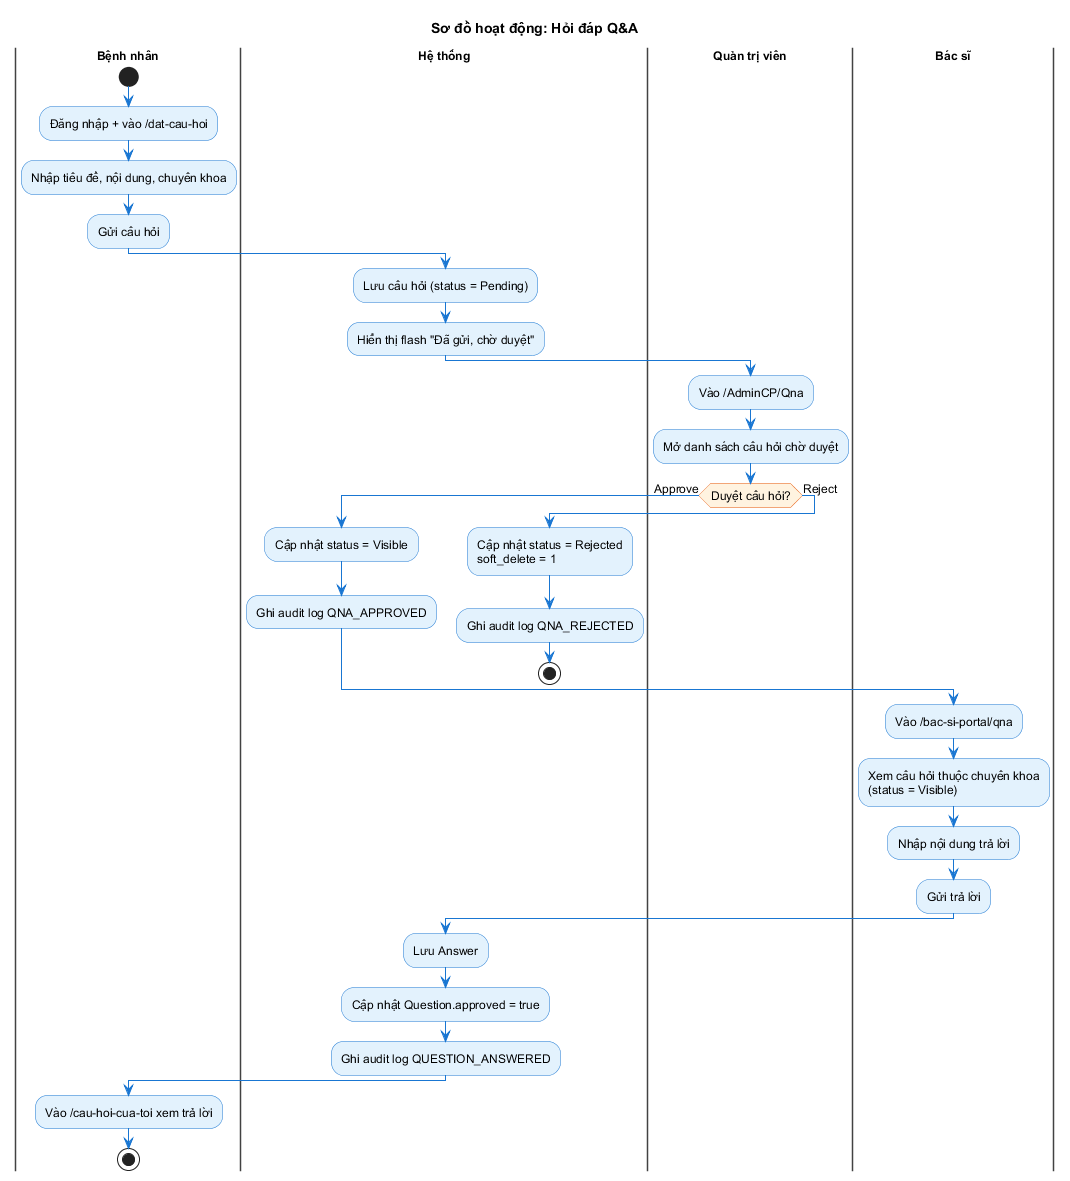 Sơ đồ hoạt động: Hỏi đáp Q&A
Bệnh nhân
Hệ thống
Quản trị viên
Bác sĩ
Đăng nhập + vào /dat-cau-hoi
Nhập tiêu đề, nội dung, chuyên khoa
Gửi câu hỏi
Lưu câu hỏi (status = Pending)
Hiển thị flash "Đã gửi, chờ duyệt"
Vào /AdminCP/Qna
Mở danh sách câu hỏi chờ duyệt
Approve
Duyệt câu hỏi?
Reject
Cập nhật status = Visible
Ghi audit log QNA_APPROVED
Cập nhật status = Rejected
soft_delete = 1
Ghi audit log QNA_REJECTED
Vào /bac-si-portal/qna
Xem câu hỏi thuộc chuyên khoa
(status = Visible)
Nhập nội dung trả lời
Gửi trả lời
Lưu Answer
Cập nhật Question.approved = true
Ghi audit log QUESTION_ANSWERED
Vào /cau-hoi-cua-toi xem trả lời